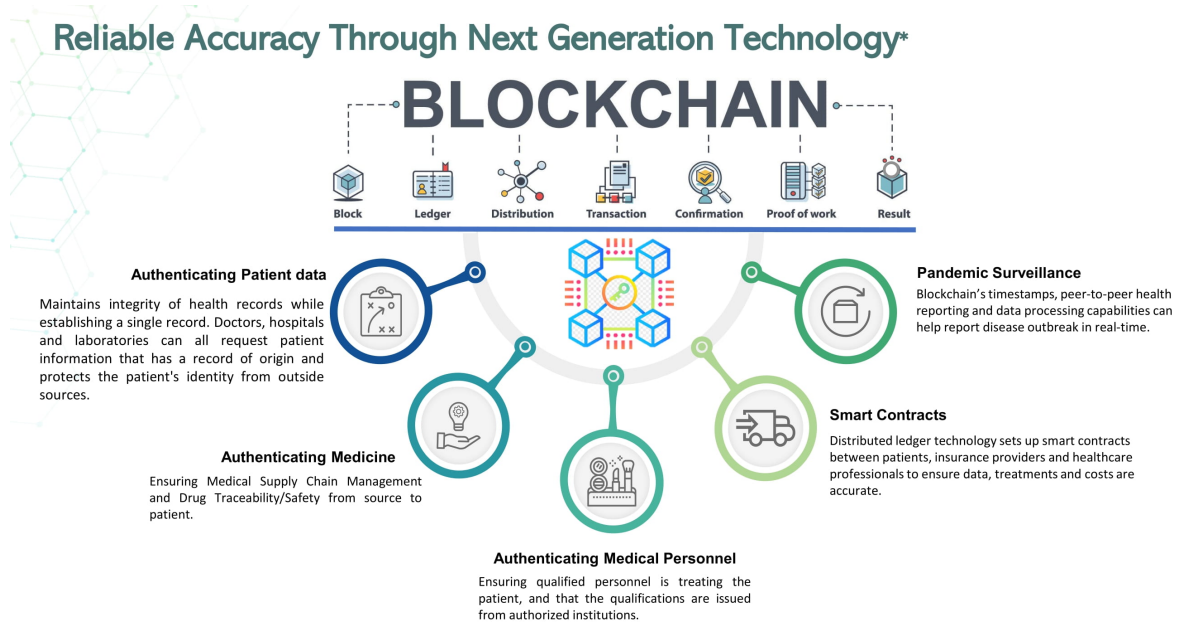 Reliable Accuracy Through Next Generation Technology*
BLOCKCHAIN
Block
Ledger
Distribution
Transaction
Confirmation
Proof of work
Result
Authenticating Patient data
Maintains integrity of health records while
establishing a single record. Doctors, hospitals
and laboratories can all request patient
information that has a record of origin and
protects the patient's identity from outside
sources.
Authenticating Medicine
Ensuring Medical Supply Chain Management
and Drug Traceability/Safety from source to
patient.
Authenticating Medical Personnel
Ensuring qualified personnel is treating the
patient, and that the qualifications are issued
from authorized institutions.
Smart Contracts
Distributed ledger technology sets up smart contracts
between patients, insurance providers and healthcare
professionals to ensure data, treatments and costs are
accurate.
Pandemic Surveillance
Blockchain’s timestamps, peer-to-peer health
reporting and data processing capabilities can
help report disease outbreak in real-time.